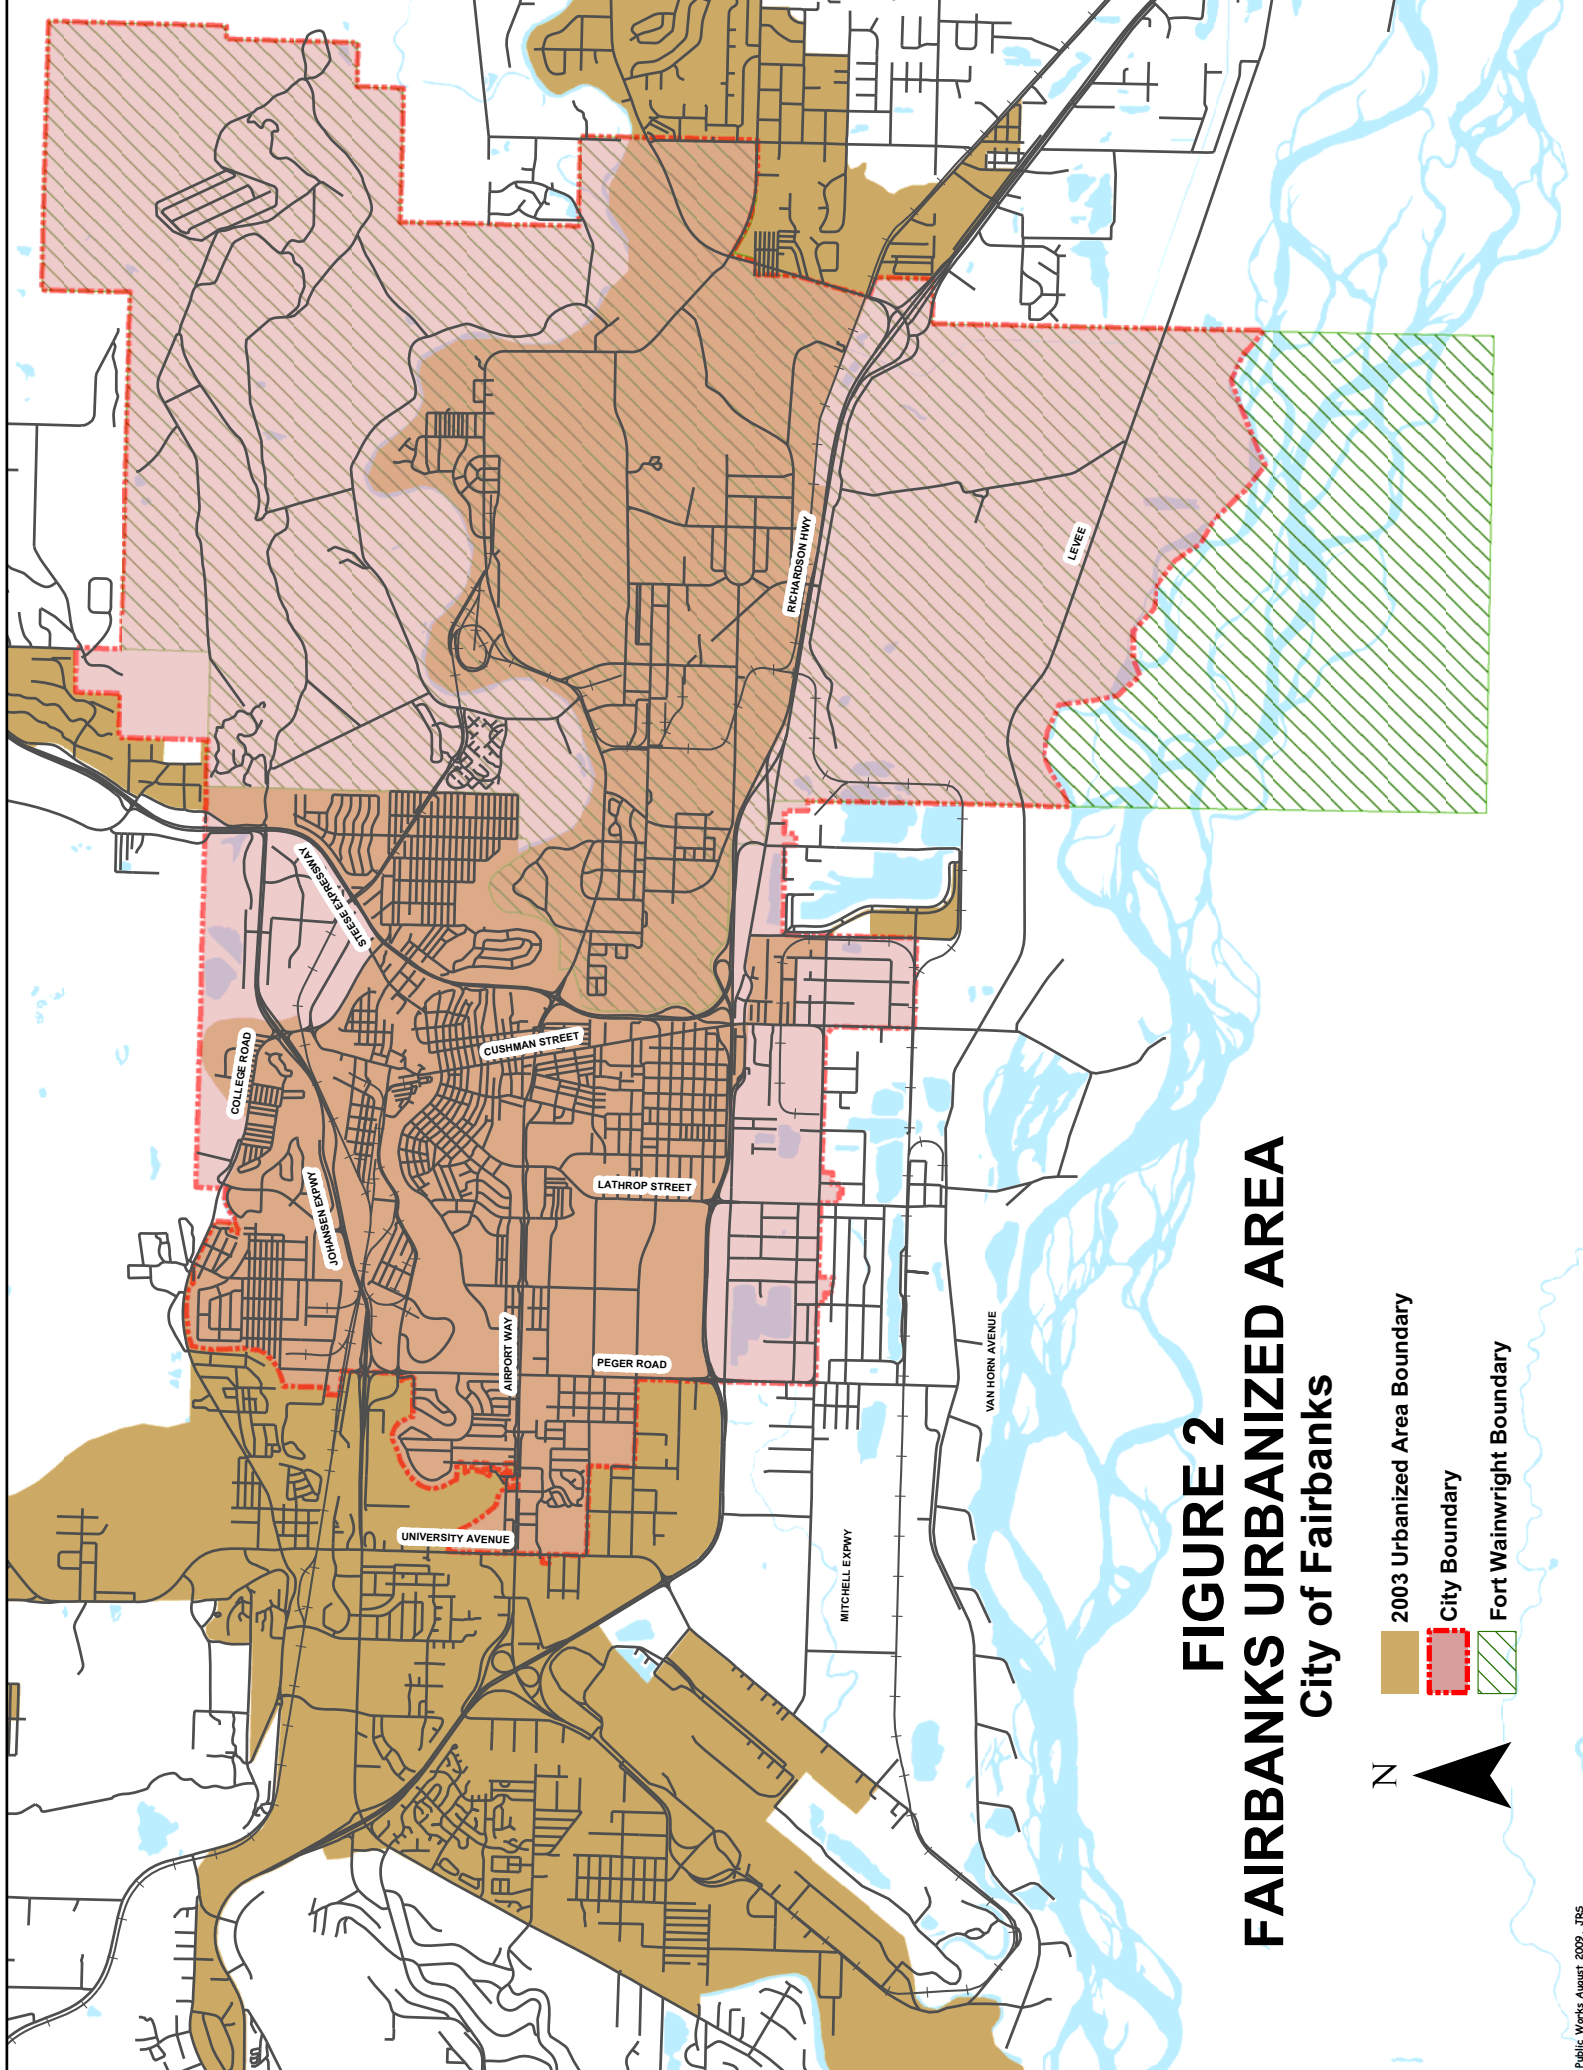 FIGURE 2
FAIRBANKS URBANIZED AREA
City of Fairbanks
N
2003 Urbanized Area Boundary
City Boundary
Fort Wainwright Boundary
COLLEGE ROAD
STEESE EXPRESSWAY
JOHANSEN EXPWY
CUSHMAN STREET
LATHROP STREET
AIRPORT WAY
PEGER ROAD
UNIVERSITY AVENUE
RICHARDSON HWY
LEVEE
MITCHELL EXPWY
VAN HORN AVENUE
Public Works August 2009, JRS